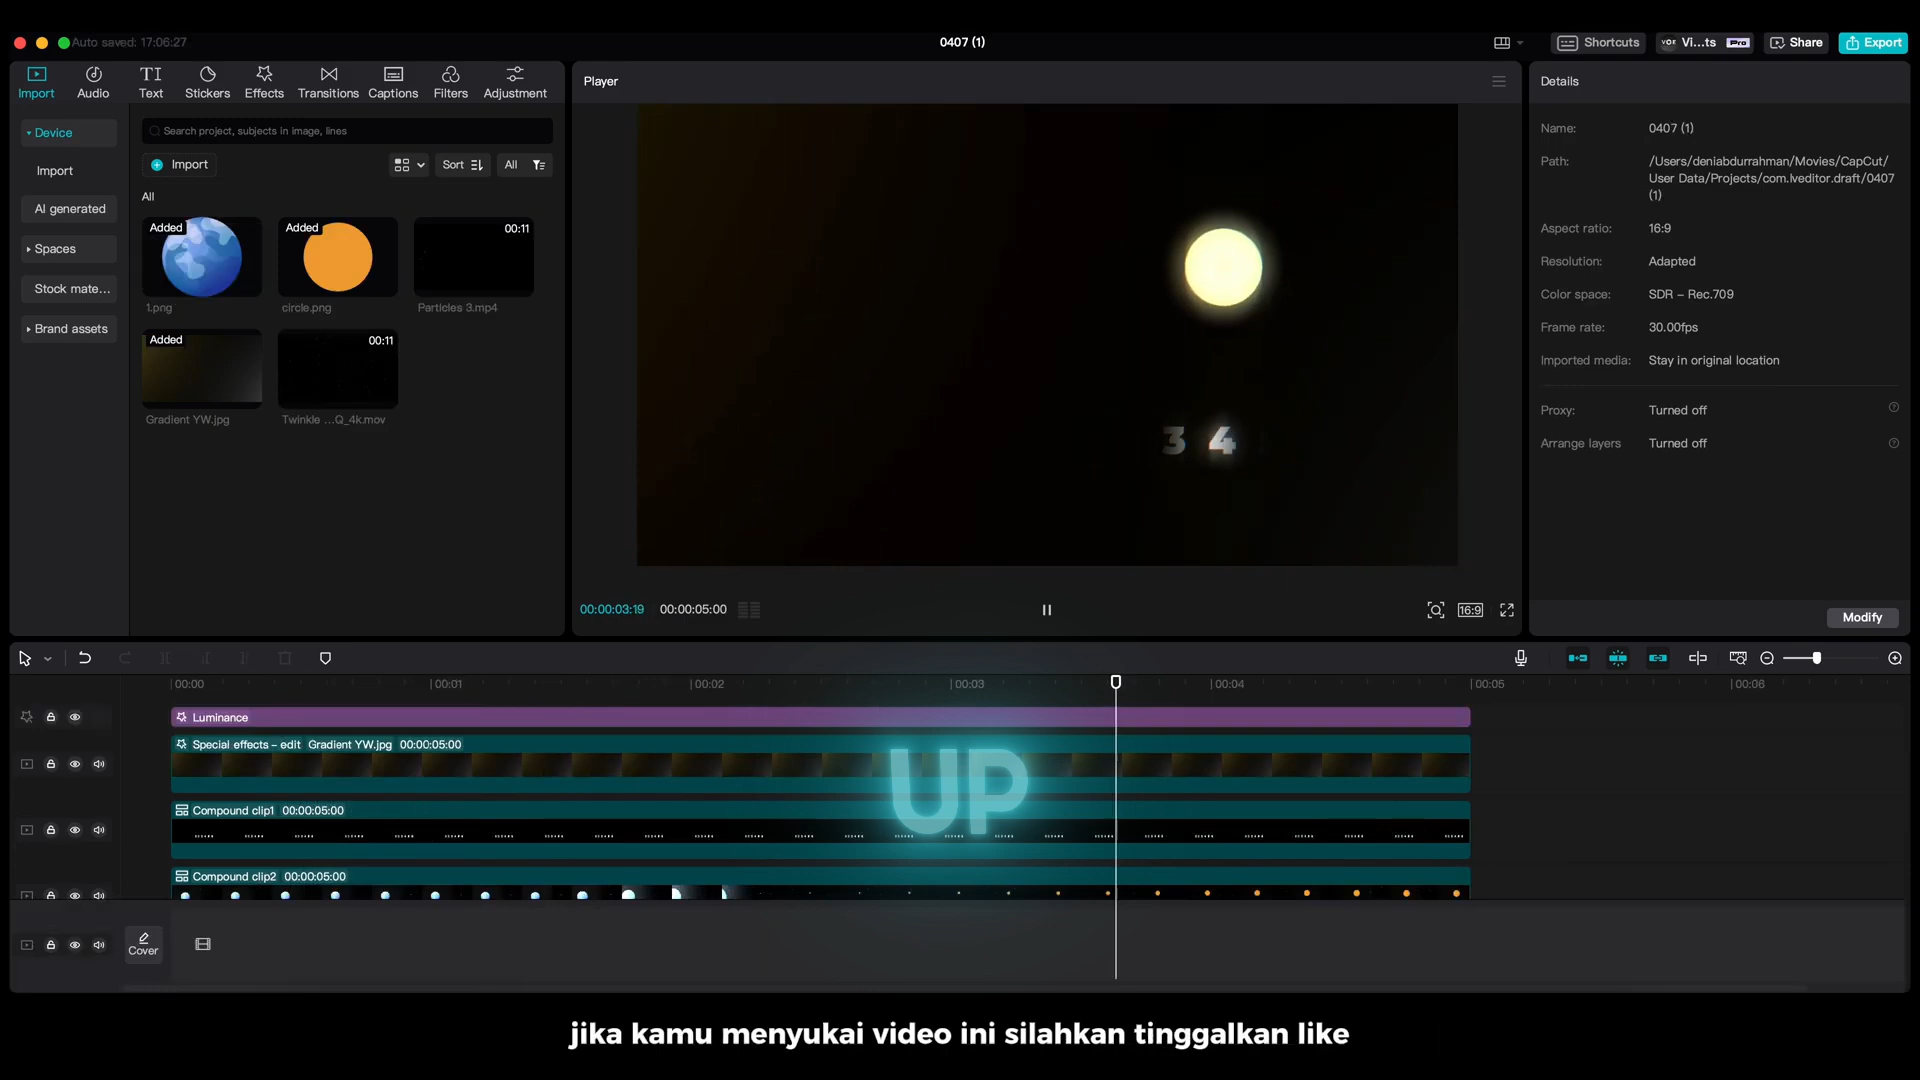 Auto saved: 17:06:27
0407 (1)
Shortcuts
Vi...ts
Pro
Share
Export
Import
Audio
Text
Stickers
Effects
Transitions
Captions
Filters
Adjustment
Device
Import
AI generated
Spaces
Stock mate...
Brand assets
Search project, subjects in image, lines
Import
Sort
All
All
Added
1.png
Added
circle.png
00:11
Particles 3.mp4
Added
Gradient YW.jpg
00:11
Twinkle ...Q_4k.mov
Player
3 4
00:00:03:19
00:00:05:00
16:9
Details
Name:
0407 (1)
Path:
/Users/deniabdurrahman/Movies/CapCut/
User Data/Projects/com.lveditor.draft/0407
(1)
Aspect ratio:
16:9
Resolution:
Adapted
Color space:
SDR – Rec.709
Frame rate:
30.00fps
Imported media:
Stay in original location
Proxy:
Turned off
Arrange layers
Turned off
Modify
00:00
00:01
00:02
00:03
00:04
00:05
00:06
Luminance
Special effects – edit Gradient YW.jpg 00:00:05:00
UP
Compound clip1 00:00:05:00
Compound clip2 00:00:05:00
Cover
jika kamu menyukai video ini silahkan tinggalkan like